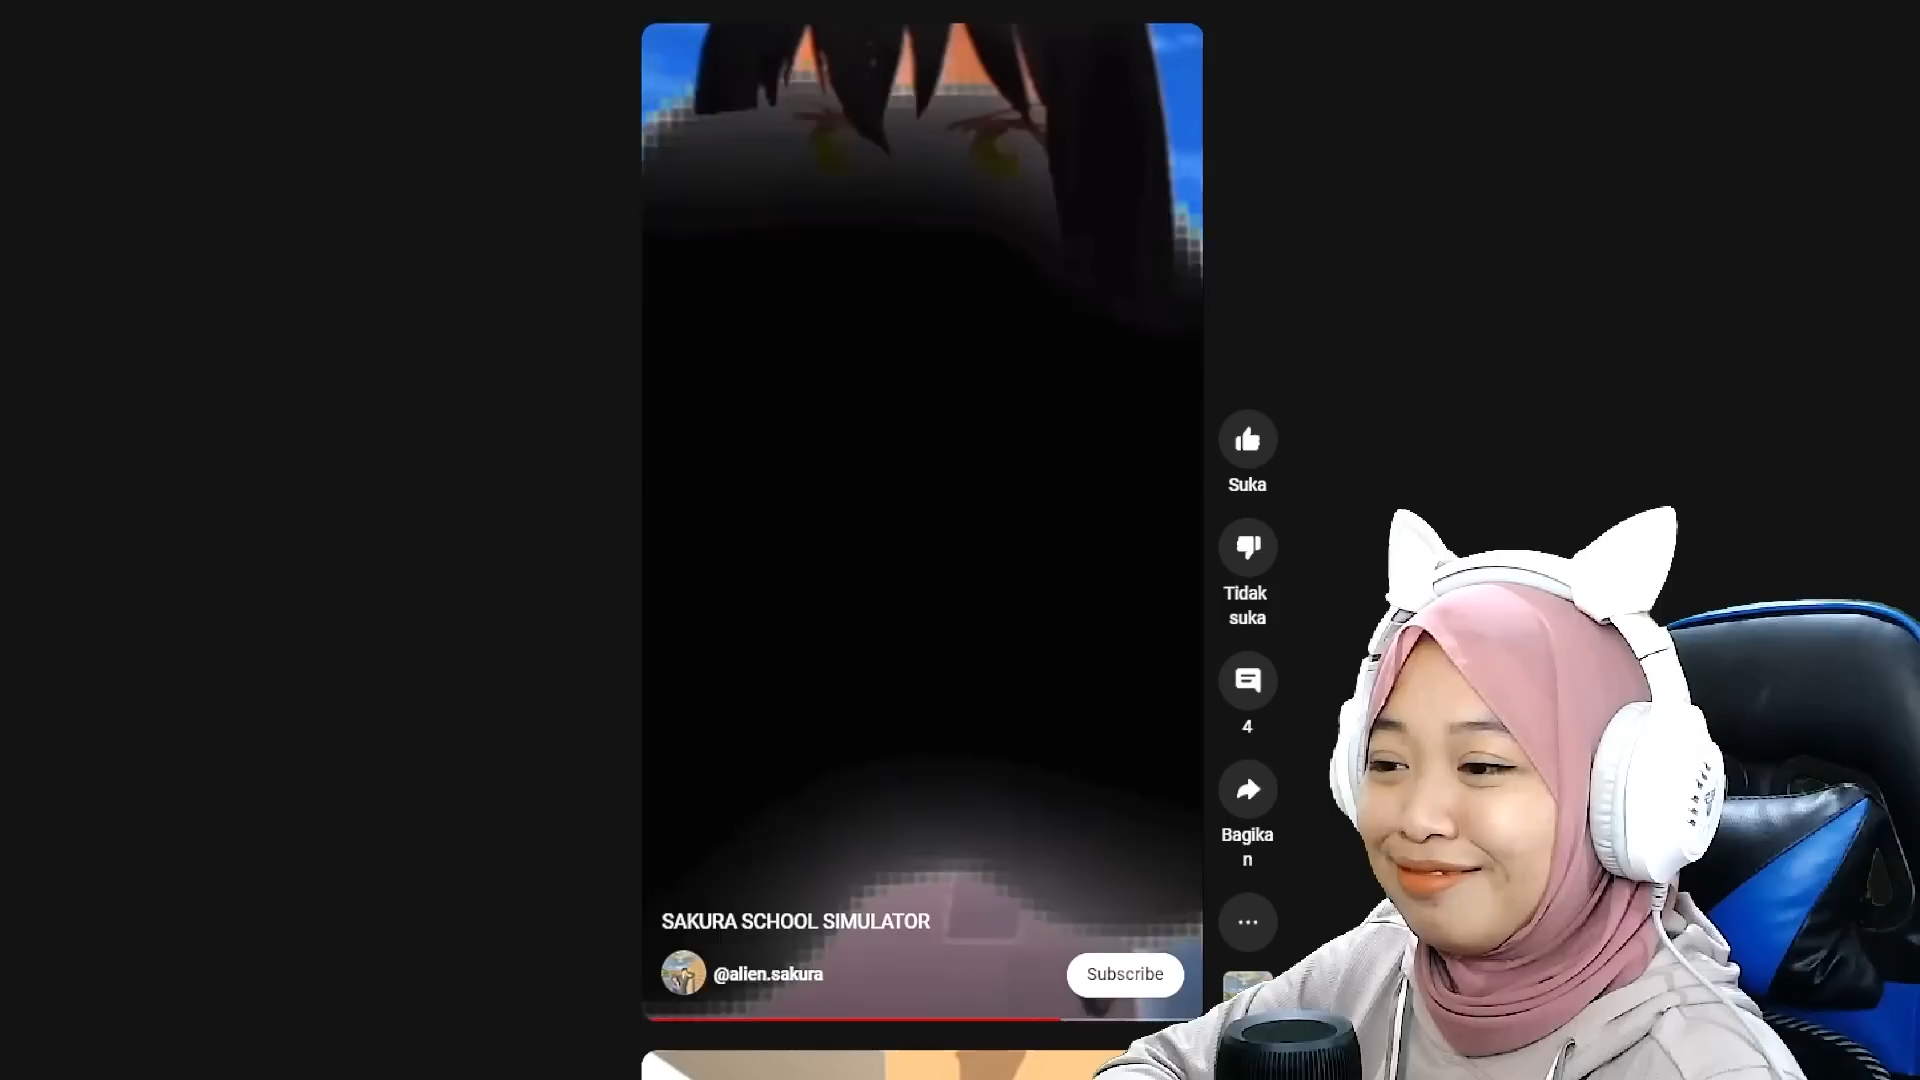 Suka
Tidak
suka
4
Bagika
n
SAKURA SCHOOL SIMULATOR
@alien.sakura
Subscribe